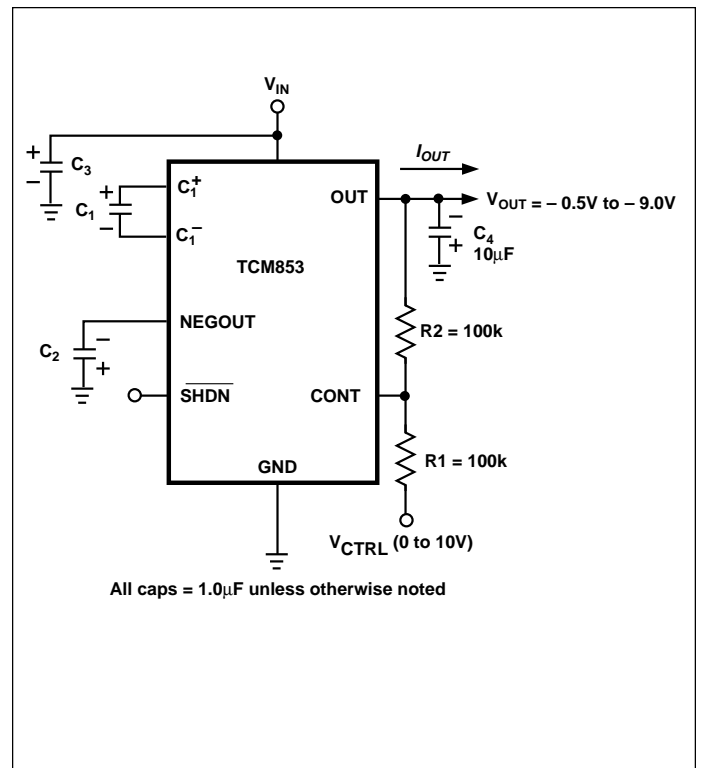 V_IN
+
–
C_3
I_OUT
+
–
C_1
C_1^+
C_1^–
OUT
V_OUT = – 0.5V to – 9.0V
–
+
C_4
10µF
TCM853
NEGOUT
C_2
–
+
R2 = 100k
SHDN
CONT
GND
R1 = 100k
V_CTRL (0 to 10V)
All caps = 1.0µF unless otherwise noted